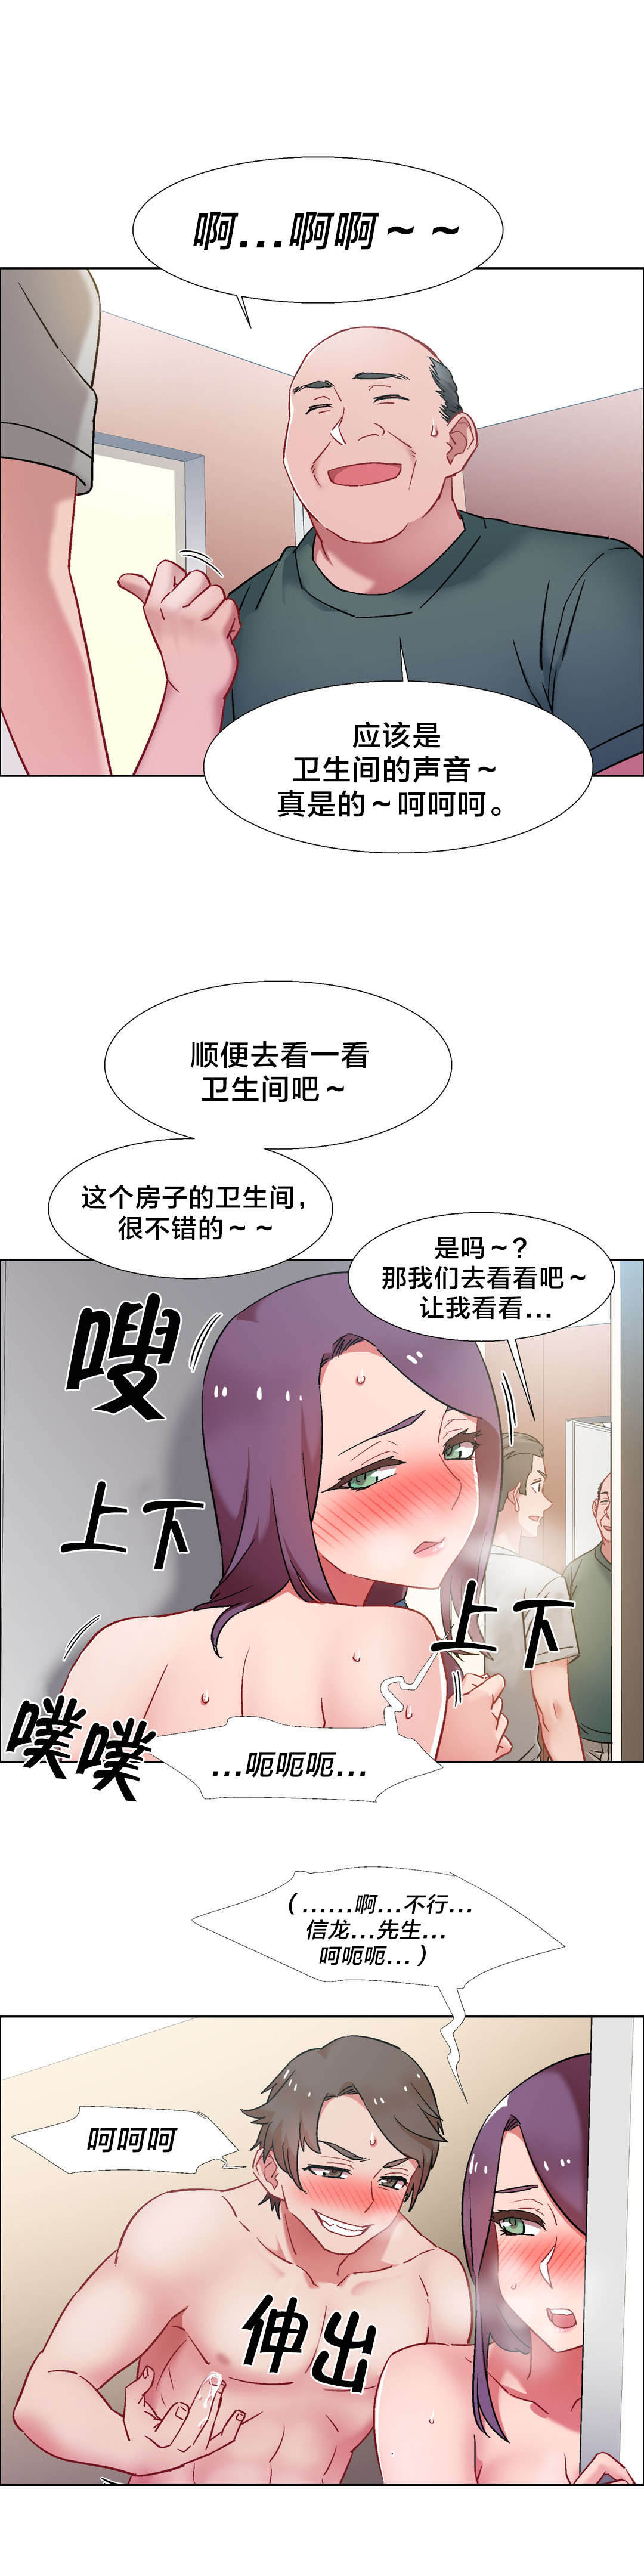 啊...啊啊～～
应该是
卫生间的声音～
真是的～呵呵呵。
顺便去看一看
卫生间吧～
这个房子的卫生间，
很不错的～～
是吗～？
那我们去看看吧～
让我看看...
嗖
上下
上下
噗噗
...呃呃呃...
（......啊...不行...
信龙...先生...
呵呃呃...）
呵呵呵
伸出